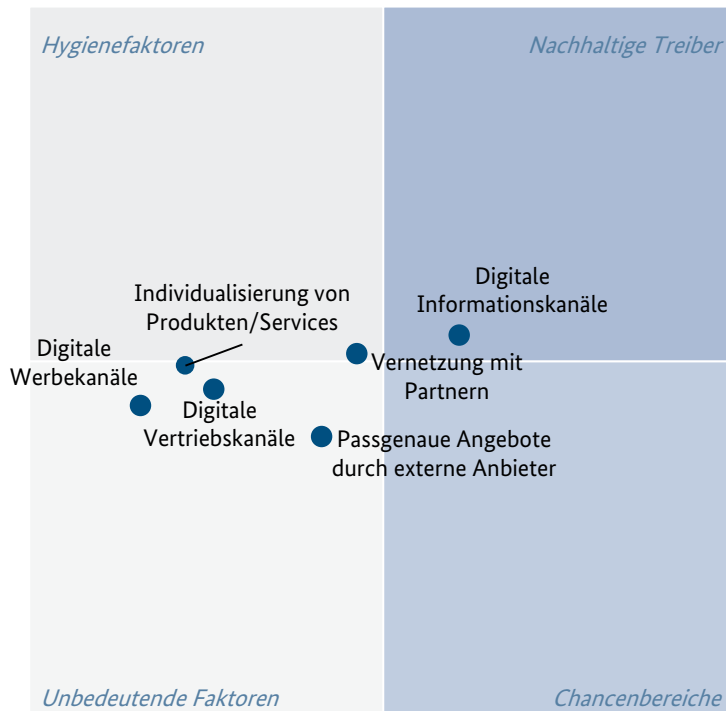 Hygienefaktoren
Nachhaltige Treiber
Individualisierung von
Produkten/Services
Digitale
Informationskanäle
Digitale
Werbekanäle
Vernetzung mit
Partnern
Digitale
Vertriebskanäle
Passgenaue Angebote
durch externe Anbieter
Unbedeutende Faktoren
Chancenbereiche